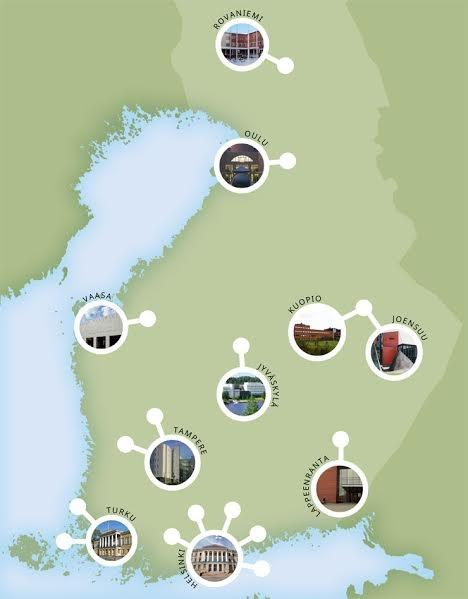 ROVANIEMI
OULU
VAASA
KUOPIO
JOENSUU
JYVÄSKYLÄ
TAMPERE
LAPPEENRANTA
TURKU
HELSINKI